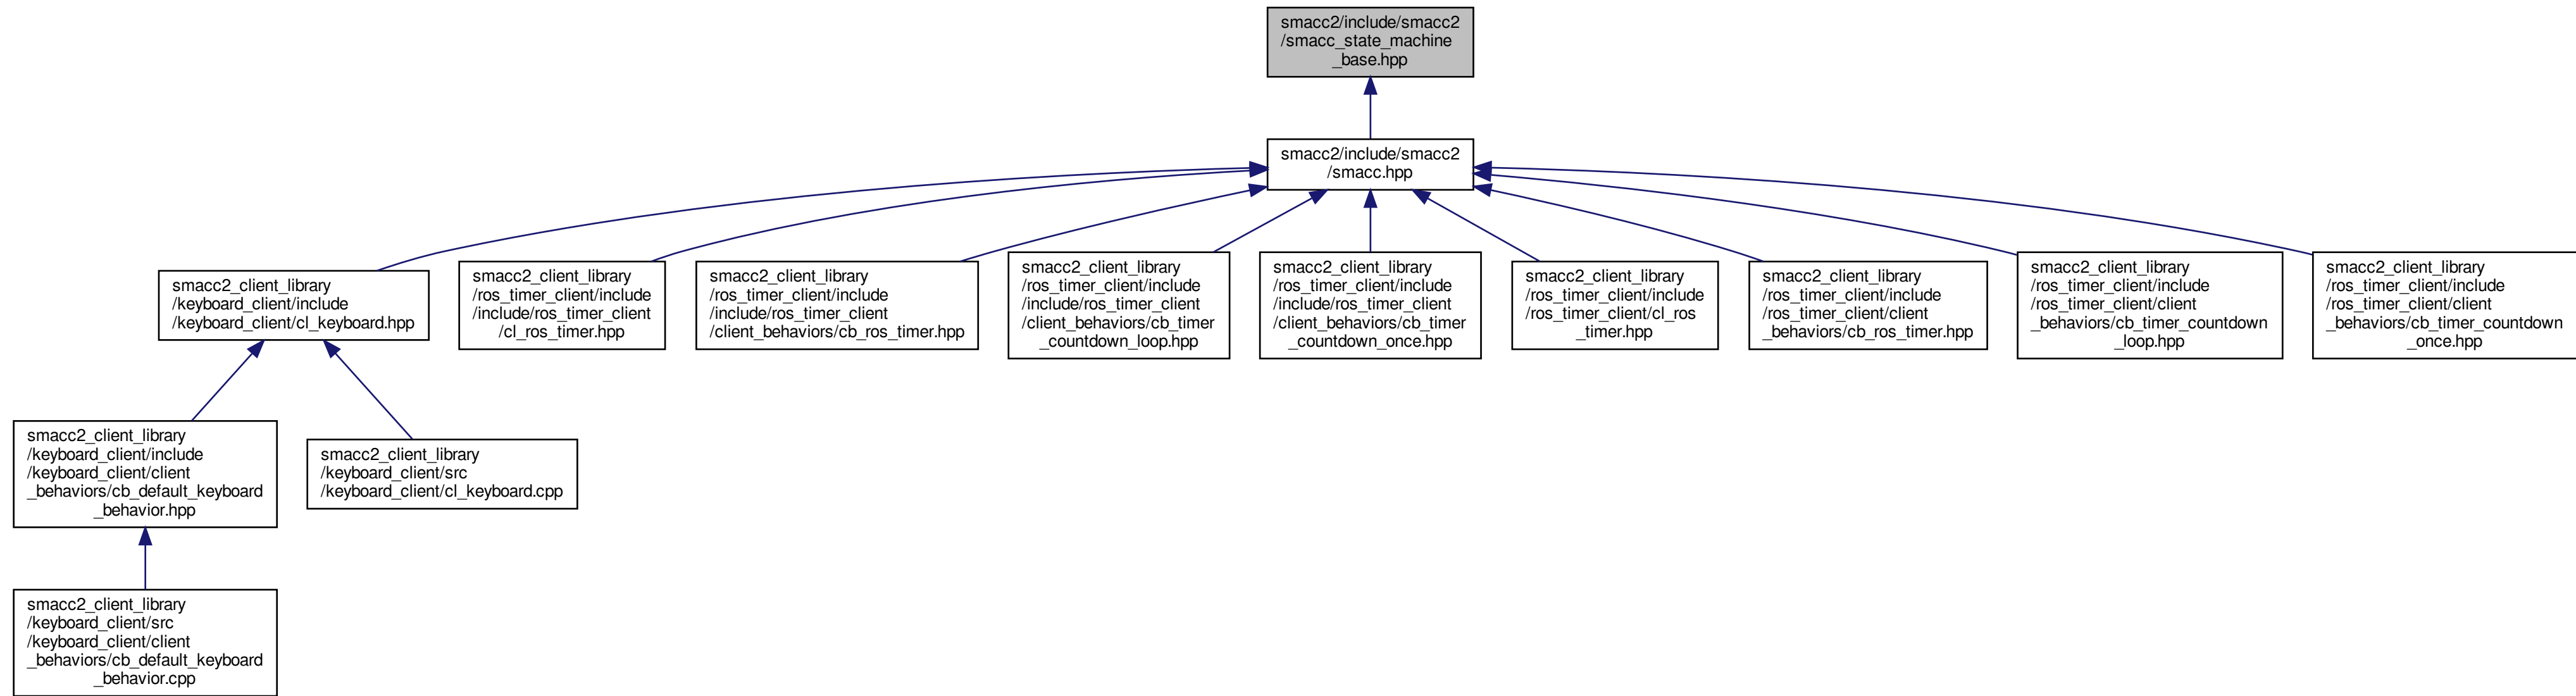 smacc2/include/smacc2
/smacc_state_machine
_base.hpp
smacc2/include/smacc2
/smacc.hpp
smacc2_client_library
/keyboard_client/include
/keyboard_client/cl_keyboard.hpp
smacc2_client_library
/ros_timer_client/include
/include/ros_timer_client
/cl_ros_timer.hpp
smacc2_client_library
/ros_timer_client/include
/include/ros_timer_client
/client_behaviors/cb_ros_timer.hpp
smacc2_client_library
/ros_timer_client/include
/include/ros_timer_client
/client_behaviors/cb_timer
_countdown_loop.hpp
smacc2_client_library
/ros_timer_client/include
/include/ros_timer_client
/client_behaviors/cb_timer
_countdown_once.hpp
smacc2_client_library
/ros_timer_client/include
/ros_timer_client/cl_ros
_timer.hpp
smacc2_client_library
/ros_timer_client/include
/ros_timer_client/client
_behaviors/cb_ros_timer.hpp
smacc2_client_library
/ros_timer_client/include
/ros_timer_client/client
_behaviors/cb_timer_countdown
_loop.hpp
smacc2_client_library
/ros_timer_client/include
/ros_timer_client/client
_behaviors/cb_timer_countdown
_once.hpp
smacc2_client_library
/keyboard_client/include
/keyboard_client/client
_behaviors/cb_default_keyboard
_behavior.hpp
smacc2_client_library
/keyboard_client/src
/keyboard_client/cl_keyboard.cpp
smacc2_client_library
/keyboard_client/src
/keyboard_client/client
_behaviors/cb_default_keyboard
_behavior.cpp